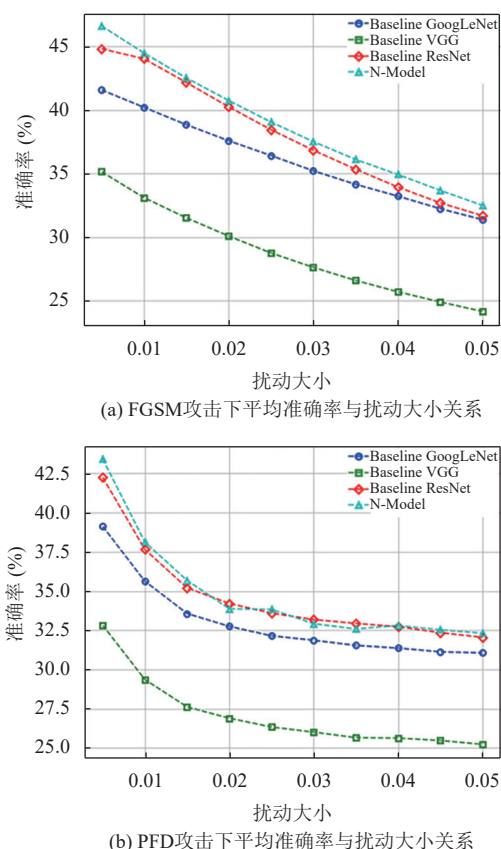 Baseline GoogLeNet
Baseline VGG
Baseline ResNet
N-Model
45
40
35
30
25
准确率 (%)
0.01 0.02 0.03 0.04 0.05
扰动大小
(a) FGSM攻击下平均准确率与扰动大小关系
Baseline GoogLeNet
Baseline VGG
Baseline ResNet
N-Model
42.5
40.0
37.5
35.0
32.5
30.0
27.5
25.0
准确率 (%)
0.01 0.02 0.03 0.04 0.05
扰动大小
(b) PFD攻击下平均准确率与扰动大小关系